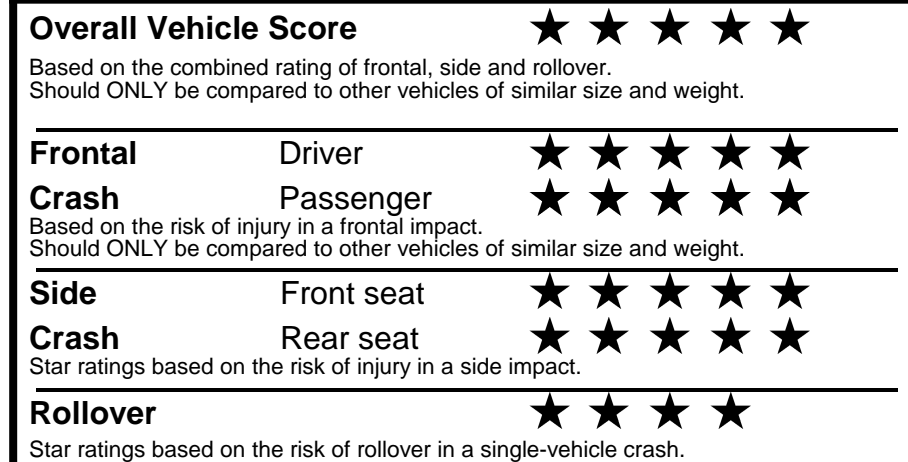 Overall Vehicle Score ★ ★ ★ ★ ★
Based on the combined rating of frontal, side and rollover.
Should ONLY be compared to other vehicles of similar size and weight.
Frontal Driver ★ ★ ★ ★ ★
Crash Passenger ★ ★ ★ ★ ★
Based on the risk of injury in a frontal impact.
Should ONLY be compared to other vehicles of similar size and weight.
Side Front seat ★ ★ ★ ★ ★
Crash Rear seat ★ ★ ★ ★ ★
Star ratings based on the risk of injury in a side impact.
Rollover ★ ★ ★ ★
Star ratings based on the risk of rollover in a single-vehicle crash.